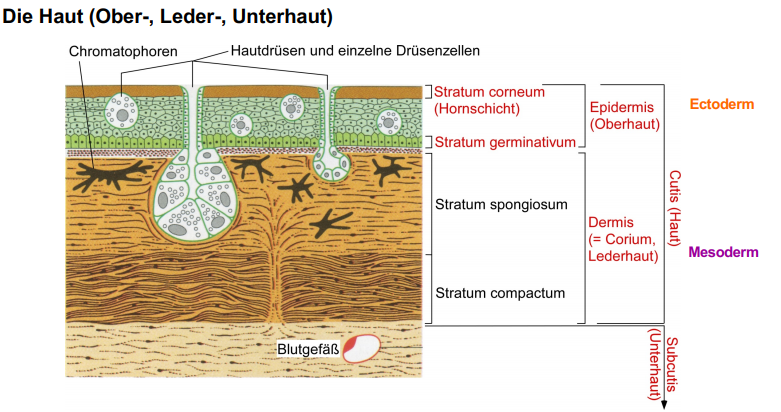 Die Haut (Ober-, Leder-, Unterhaut)
Chromatophoren
Hautdrüsen und einzelne Drüsenzellen
Stratum corneum
(Hornschicht)
Stratum germinativum
Epidermis
(Oberhaut)
Ectoderm
Stratum spongiosum
Stratum compactum
Dermis
(= Corium,
Lederhaut)
Cutis (Haut)
Mesoderm
Blutgefäß
Subcutis
(Unterhaut)